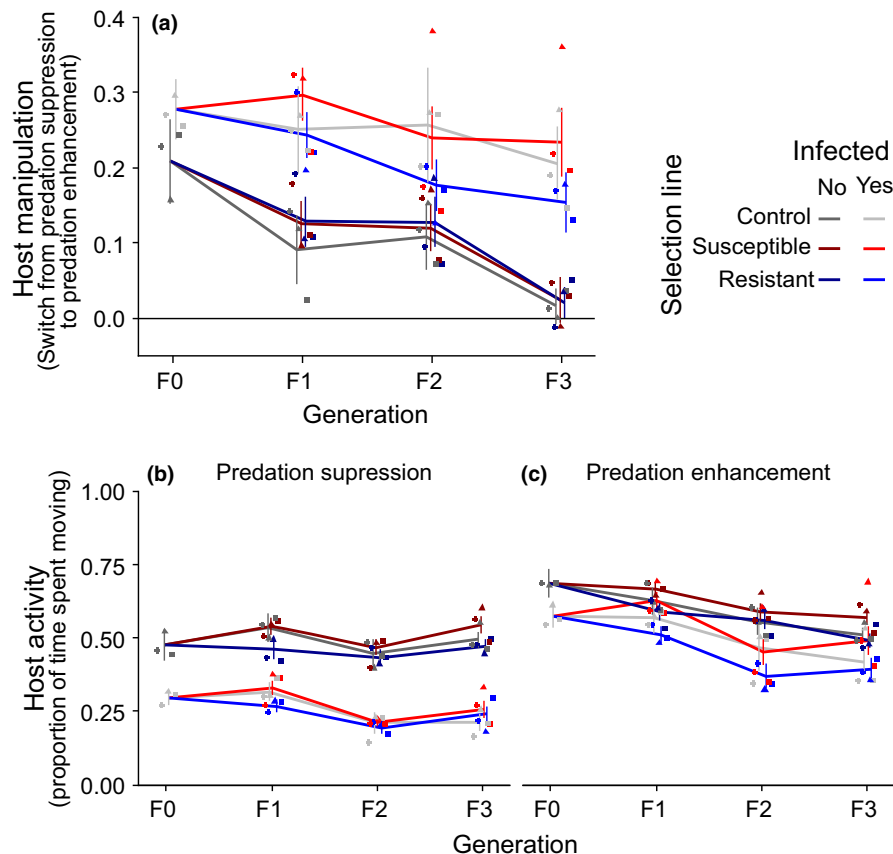 (a)
Host manipulation
(Switch from predation suppression
to predation enhancement)
0.4
0.3
0.2
0.1
0.0
F0
F1
F2
F3
Generation
Selection line
Infected
No Yes
Control
Susceptible
Resistant
(b)
Predation supression
(c)
Predation enhancement
Host activity
(proportion of time spent moving)
1.00
0.75
0.50
0.25
0.00
F0
F1
F2
F3
F0
F1
F2
F3
Generation